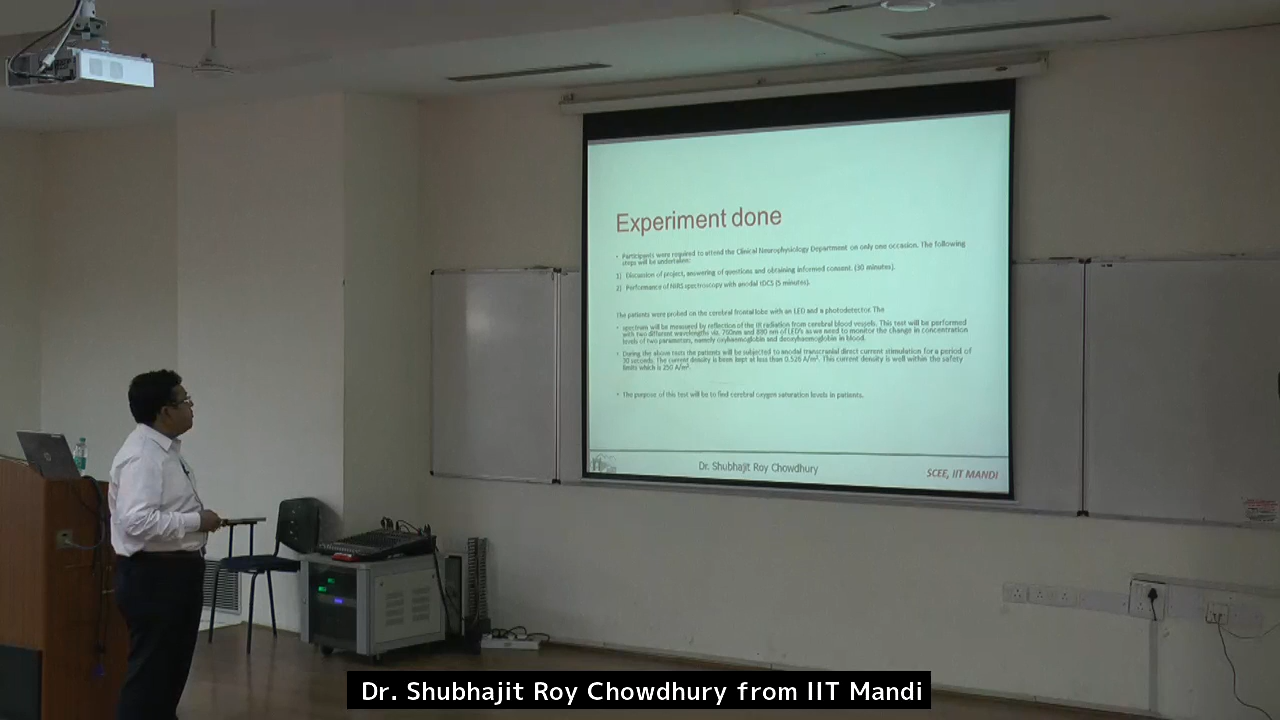 Experiment done
• Participants were required to attend the Clinical Neurophysiology Department on only one occasion. The following
steps will be undertaken:
1) Discussion of project, answering of questions and obtaining informed consent. (30 minutes).
2) Performance of NIRS spectroscopy with anodal tDCS (5 minutes).
The patients were probed on the cerebral frontal lobe with an LED and a photodetector. The
• spectrum will be measured by reflection of the IR radiation from cerebral blood vessels. This test will be performed
with two different wavelengths viz, 760nm and 880 nm of LED's as we need to monitor the change in concentration
levels of two parameters, namely oxyhaemoglobin and deoxyhaemoglobin in blood.
• During the above tests the patients will be subjected to anodal transcranial direct current stimulation for a period of
30 seconds. The current density is been kept at less than 0.526 A/m². This current density is well within the safety
limits which is 250 A/m².
• The purpose of this test will be to find cerebral oxygen saturation levels in patients.
Dr. Shubhajit Roy Chowdhury
SCEE, IIT MANDI
Dr. Shubhajit Roy Chowdhury from IIT Mandi